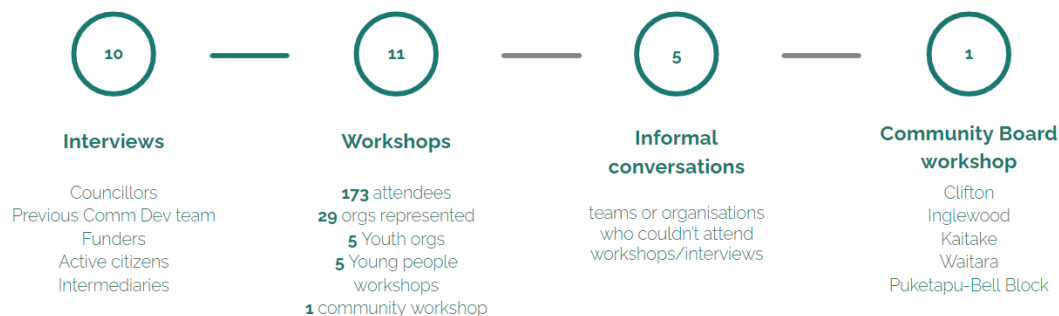 10
Interviews
Councillors
Previous Comm Dev team
Funders
Active citizens
Intermediaries
11
Workshops
173 attendees
29 orgs represented
5 Youth orgs
5 Young people
workshops
1 community workshop
5
Informal
conversations
teams or organisations
who couldn't attend
workshops/interviews
1
Community Board
workshop
Clifton
Inglewood
Kaitake
Waitara
Puketapu-Bell Block